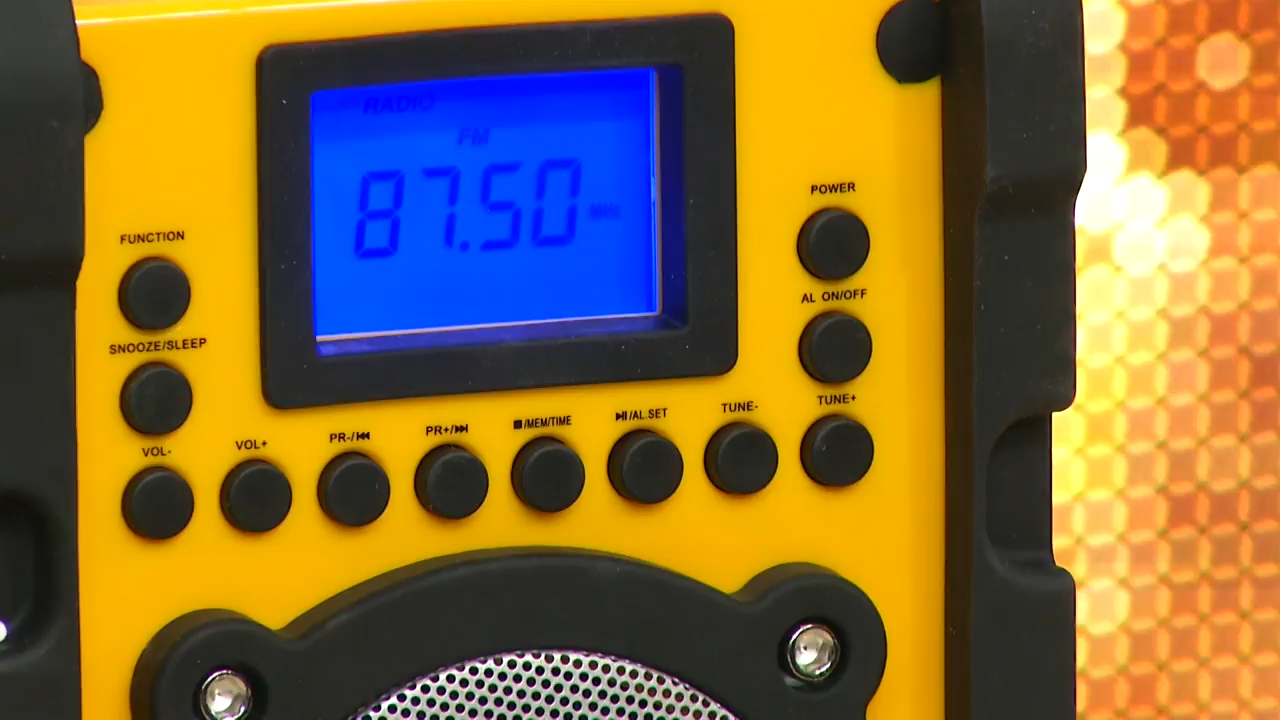 RADIO
FM
87.50 MHz
POWER
FUNCTION
AL ON/OFF
SNOOZE/SLEEP
TUNE+
TUNE-
⏯/AL.SET
■/MEM/TIME
PR+/⏭
PR-/⏮
VOL+
VOL-